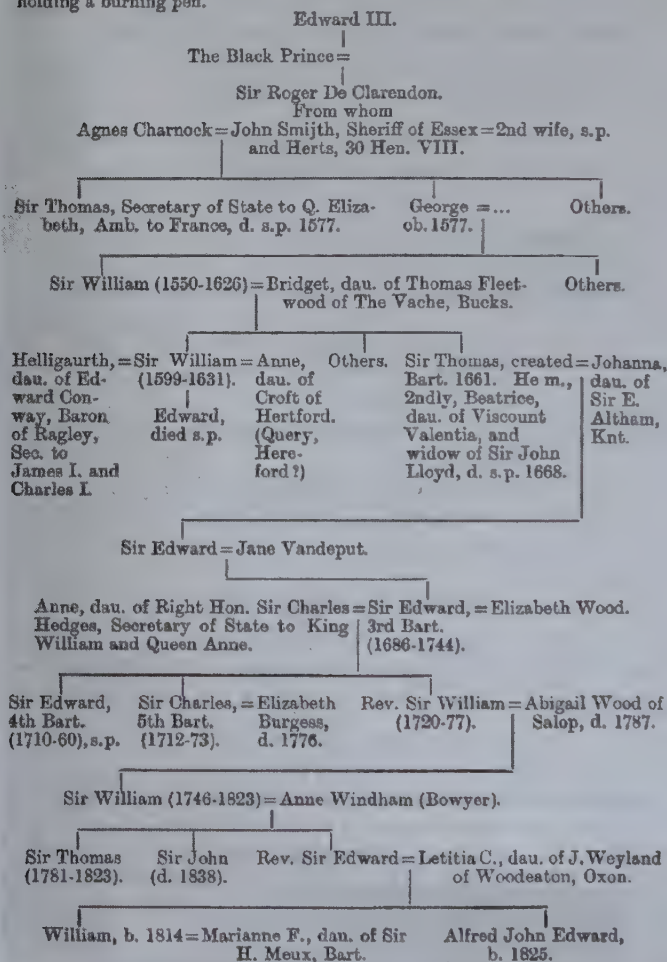 holding a burning pen.
Edward III.
The Black Prince=
Sir Roger De Clarendon.
From whom
Agnes Charnock=John Smijth, Sheriff of Essex=2nd wife, s.p.
and Herts, 30 Hen. VIII.
Sir Thomas, Secretary of State to Q. Eliza-
beth, Amb. to France, d. s.p. 1577.
George =...
ob. 1577.
Others.
Sir William (1550-1626)=Bridget, dau. of Thomas Fleet-
wood of The Vache, Bucks.
Others.
Helligaurth,
dau. of Ed-
ward Con-
way, Baron
of Ragley,
Sec. to
James I. and
Charles I.
=Sir William=
(1599-1631).
Edward,
died s.p.
Anne,
dau. of
Croft of
Hertford.
(Query,
Here-
ford?)
Others.
Sir Thomas, created
Bart. 1661. He m.,
2ndly, Beatrice,
dau. of Viscount
Valentia, and
widow of Sir John
Lloyd, d. s.p. 1668.
=Johanna,
dau. of
Sir E.
Altham,
Knt.
Sir Edward=Jane Vandeput.
Anne, dau. of Right Hon. Sir Charles
Hedges, Secretary of State to King
William and Queen Anne.
=Sir Edward,
3rd Bart.
(1686-1744).
=Elizabeth Wood.
Sir Edward,
4th Bart.
(1710-60), s.p.
Sir Charles,
5th Bart.
(1712-73).
=Elizabeth
Burgess,
d. 1776.
Rev. Sir William
(1720-77).
=Abigail Wood of
Salop, d. 1787.
Sir William (1746-1823)=Anne Windham (Bowyer).
Sir Thomas
(1781-1823).
Sir John
(d. 1838).
Rev. Sir Edward=Letitia C., dau. of J. Weyland
of Woodeaton, Oxon.
William, b. 1814=Marianne F., dau. of Sir
H. Meux, Bart.
Alfred John Edward,
b. 1825.